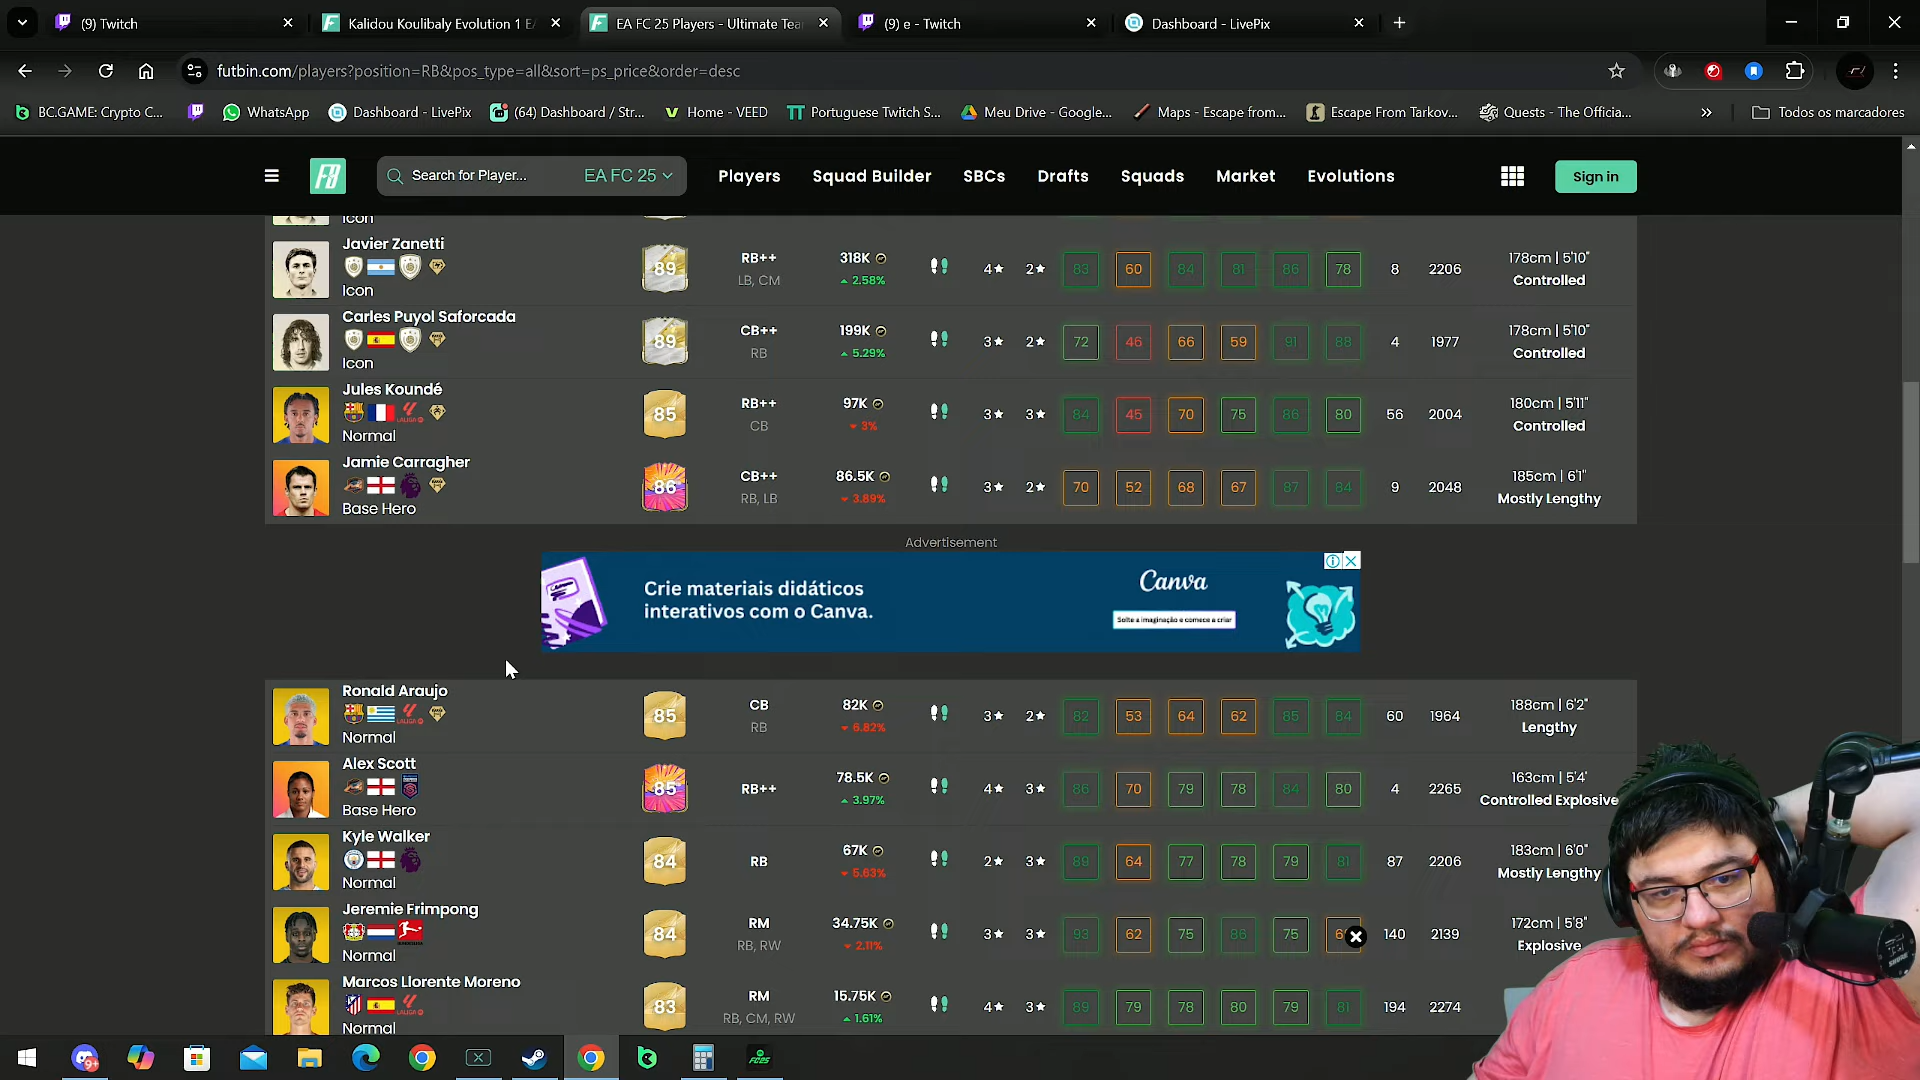 (9) Twitch
Kalidou Koulibaly Evolution 1 EA
EA FC 25 Players - Ultimate Tea
(9) e - Twitch
Dashboard - LivePix
futbin.com/players?position=RB&pos_type=all&sort=ps_price&order=desc
BC.GAME: Crypto C...
WhatsApp
Dashboard - LivePix
(64) Dashboard / Str...
Home - VEED
Portuguese Twitch S...
Meu Drive - Google...
Maps - Escape from...
Escape From Tarkov...
Quests - The Officia...
Todos os marcadores
Search for Player...
EA FC 25
Players
Squad Builder
SBCs
Drafts
Squads
Market
Evolutions
Sign in
Icon
Javier Zanetti
Icon
89
RB++
LB, CM
318K
2.58%
4★ 2★ 83 60 84 81 86 78 8 2206
178cm | 5'10"
Controlled
Carles Puyol Saforcada
Icon
89
CB++
RB
199K
5.29%
3★ 2★ 72 46 66 59 91 88 4 1977
178cm | 5'10"
Controlled
Jules Koundé
Normal
85
RB++
CB
97K
3%
3★ 3★ 84 45 70 75 86 80 56 2004
180cm | 5'11"
Controlled
Jamie Carragher
Base Hero
86
CB++
RB, LB
86.5K
3.89%
3★ 2★ 70 52 68 67 87 84 9 2048
185cm | 6'1"
Mostly Lengthy
Advertisement
Crie materiais didáticos
interativos com o Canva.
Canva
Solte a imaginação e comece a criar
Ronald Araujo
Normal
85
CB
RB
82K
6.82%
3★ 2★ 82 53 64 62 85 84 60 1964
188cm | 6'2"
Lengthy
Alex Scott
Base Hero
85
RB++
78.5K
3.97%
4★ 3★ 86 70 79 78 84 80 4 2265
163cm | 5'4"
Controlled Explosive
Kyle Walker
Normal
84
RB
67K
5.63%
2★ 3★ 89 64 77 78 79 81 87 2206
183cm | 6'0"
Mostly Lengthy
Jeremie Frimpong
Normal
84
RM
RB, RW
34.75K
2.11%
3★ 3★ 93 62 75 86 75 140 2139
172cm | 5'8"
Explosive
Marcos Llorente Moreno
Normal
83
RM
RB, CM, RW
15.75K
1.61%
4★ 3★ 89 79 78 80 79 81 194 2274